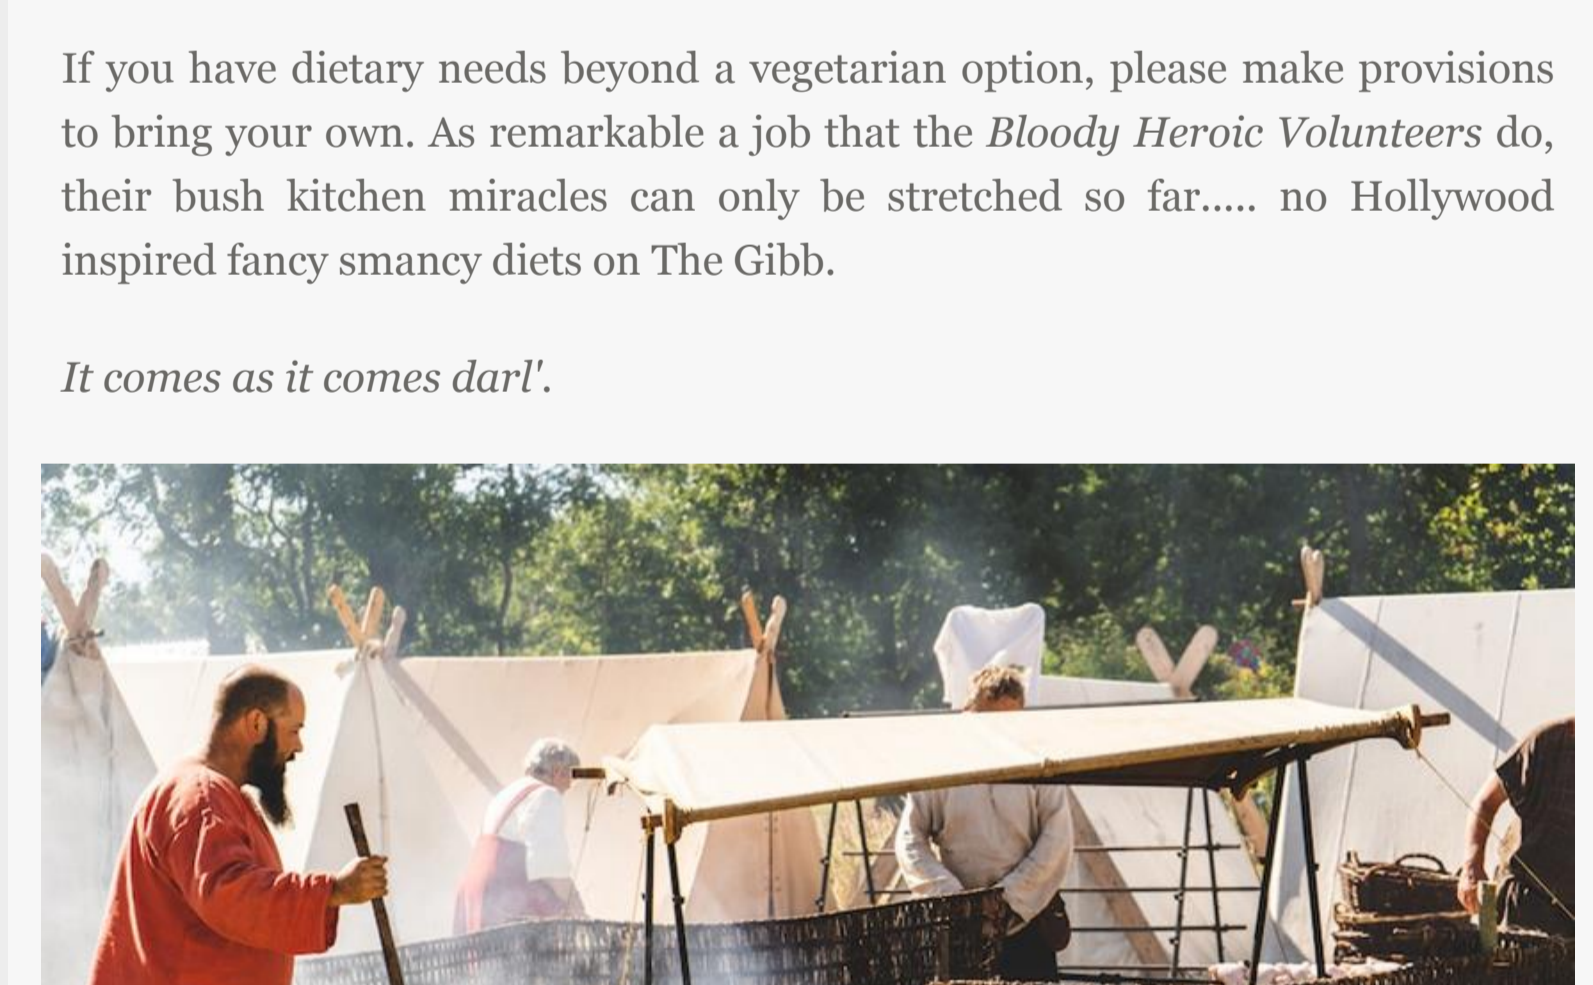 If you have dietary needs beyond a vegetarian option, please make provisions
to bring your own. As remarkable a job that the Bloody Heroic Volunteers do,
their bush kitchen miracles can only be stretched so far..... no Hollywood
inspired fancy smancy diets on The Gibb.
It comes as it comes darl'.